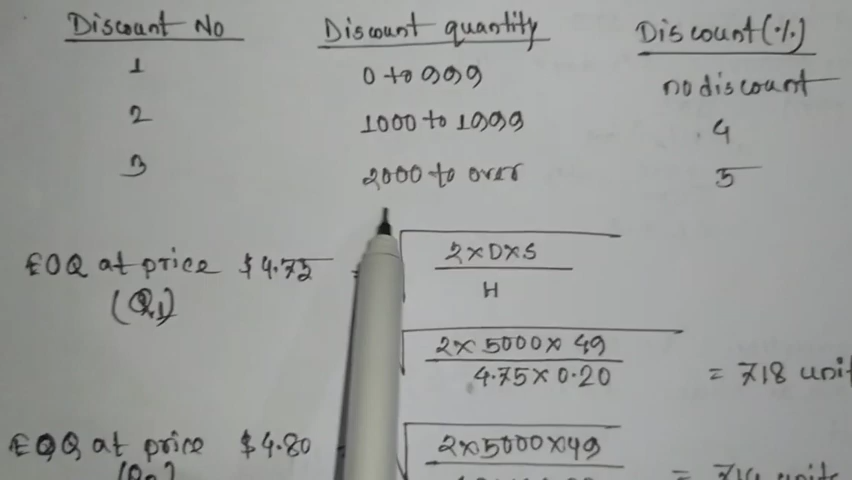 Discount No Discount quantity Discount(%)
1 0 to 999 no discount
2 1000 to 1999 4
3 2000 to over 5
EOQ at price $4.75 = 2×D×S
(Q1) H
2× 5000× 49
4.75×0.20 = 718 unit
EOQ at price $4.80 2×5000×49
= 714 units